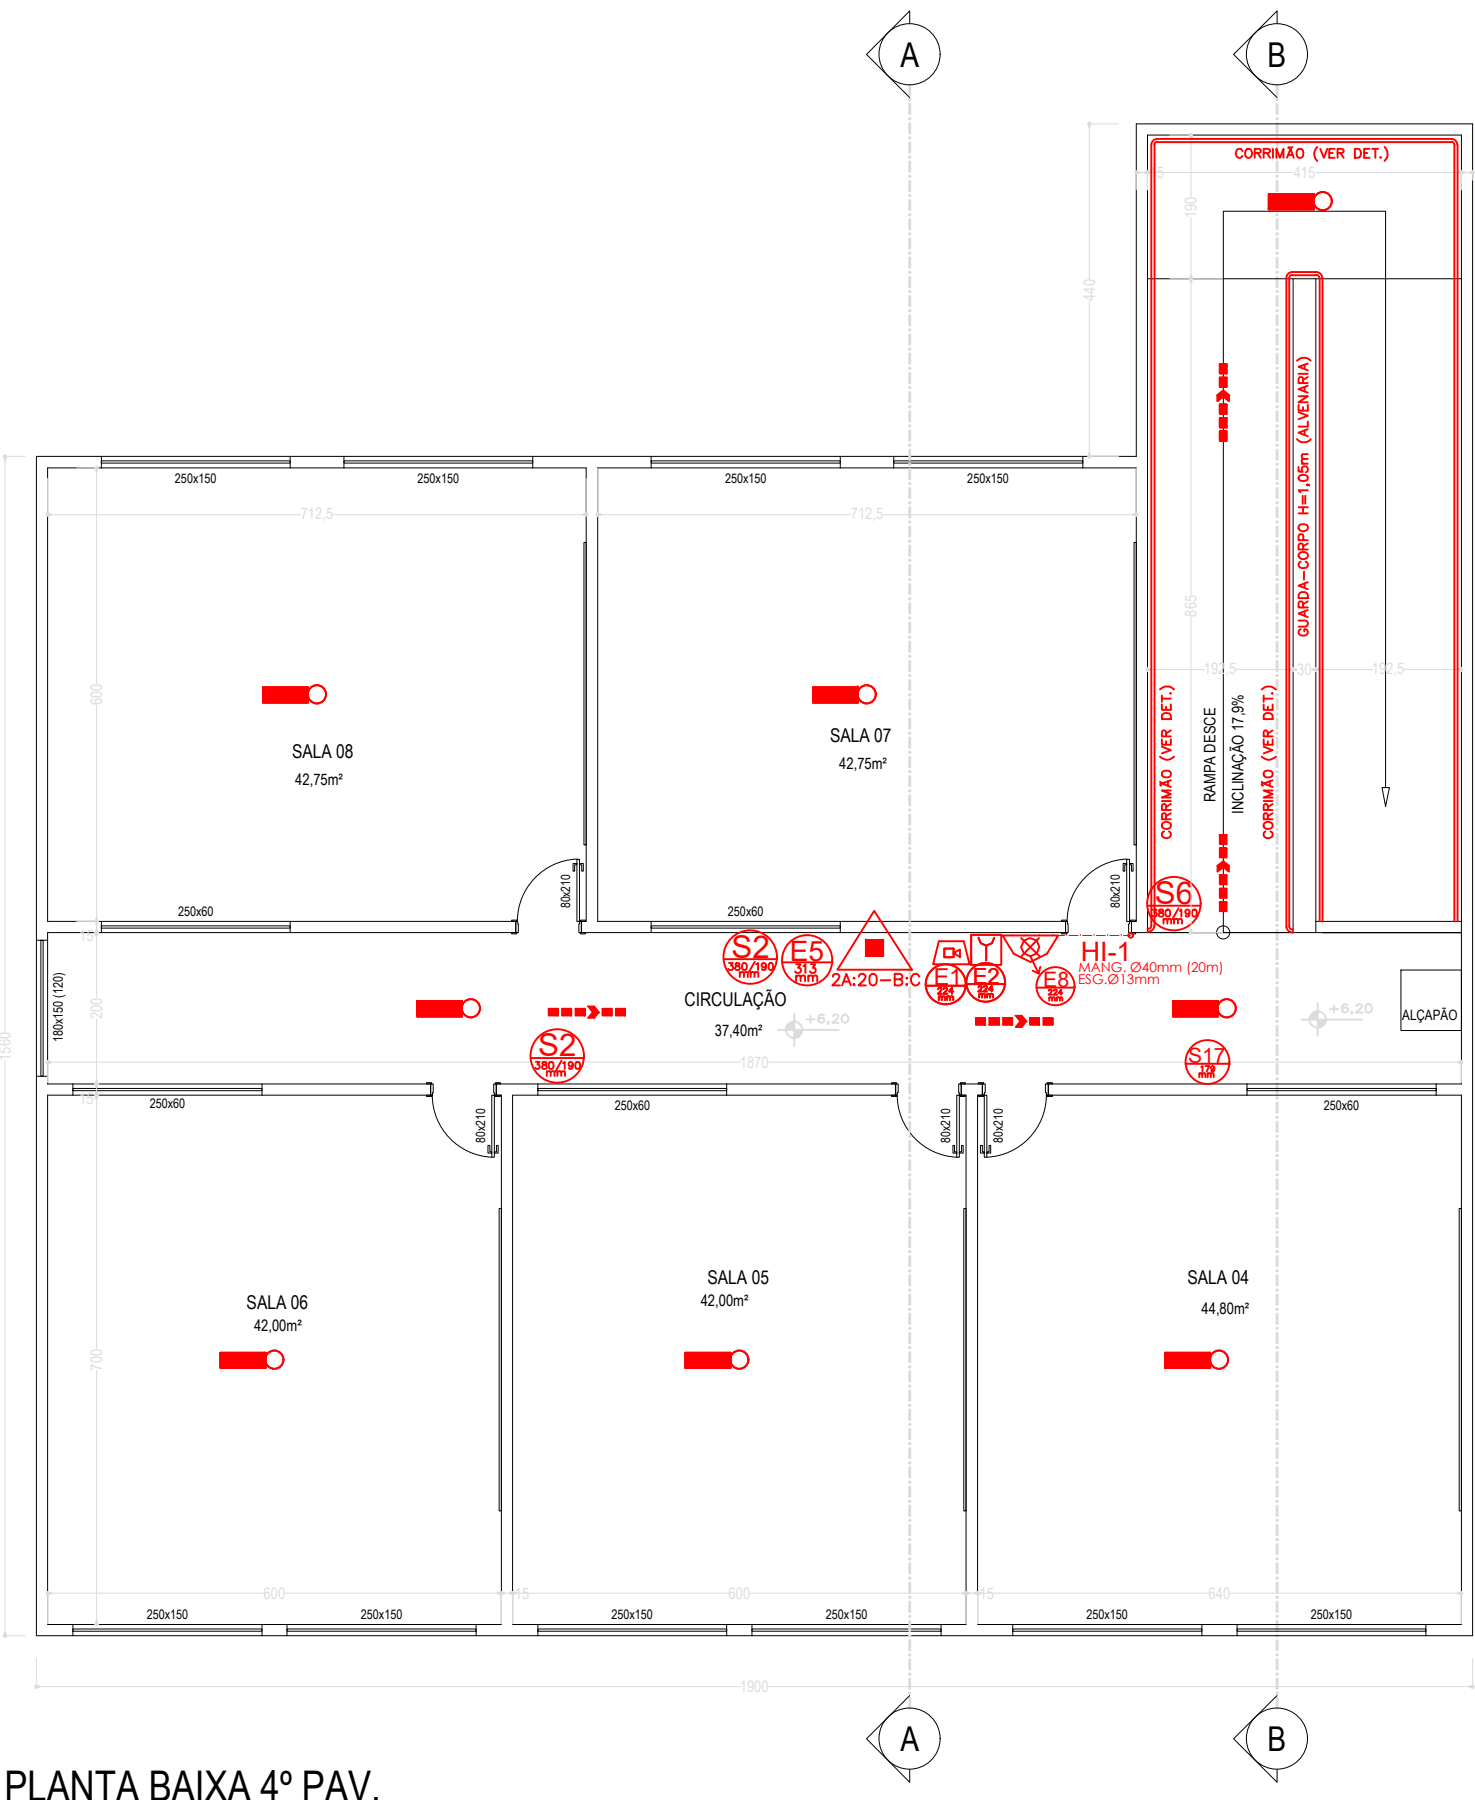 A
B
CORRIMÃO (VER DET.)
415
190
440
GUARDA-CORPO H=1,05m (ALVENARIA)
865
192,5
30
192,5
CORRIMÃO (VER DET.)
RAMPA DESCE
INCLINAÇÃO 17,9%
CORRIMÃO (VER DET.)
250x150
250x150
250x150
250x150
712,5
712,5
600
SALA 08
42,75m²
SALA 07
42,75m²
80x210
80x210
250x60
250x60
S6
380/190
mm
15
S2
380/190
mm
E5
313
mm
2A:20-B:C
E1
224
mm
E2
224
mm
E8
224
mm
HI-1
MANG. Ø40mm (20m)
ESG.Ø13mm
180x150 (120)
200
1560
CIRCULAÇÃO
37,40m²
+6,20
+6,20
ALÇAPÃO
S2
380/190
mm
1870
S17
179
mm
15
250x60
250x60
250x60
80x210
80x210
80x210
SALA 06
42,00m²
SALA 05
42,00m²
SALA 04
44,80m²
700
600
15
600
15
640
250x150
250x150
250x150
250x150
250x150
250x150
1900
A
B
PLANTA BAIXA 4º PAV.